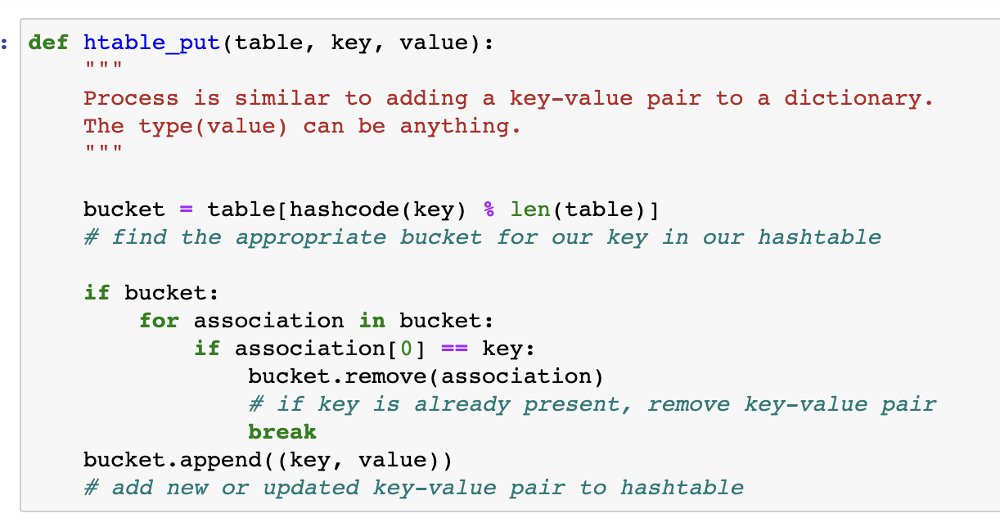 : def htable_put(table, key, value):
"""
Process is similar to adding a key-value pair to a dictionary.
The type(value) can be anything.
"""
bucket = table[hashcode(key) % len(table)]
# find the appropriate bucket for our key in our hashtable
if bucket:
for association in bucket:
if association[0] == key:
bucket.remove(association)
# if key is already present, remove key-value pair
break
bucket.append((key, value))
# add new or updated key-value pair to hashtable